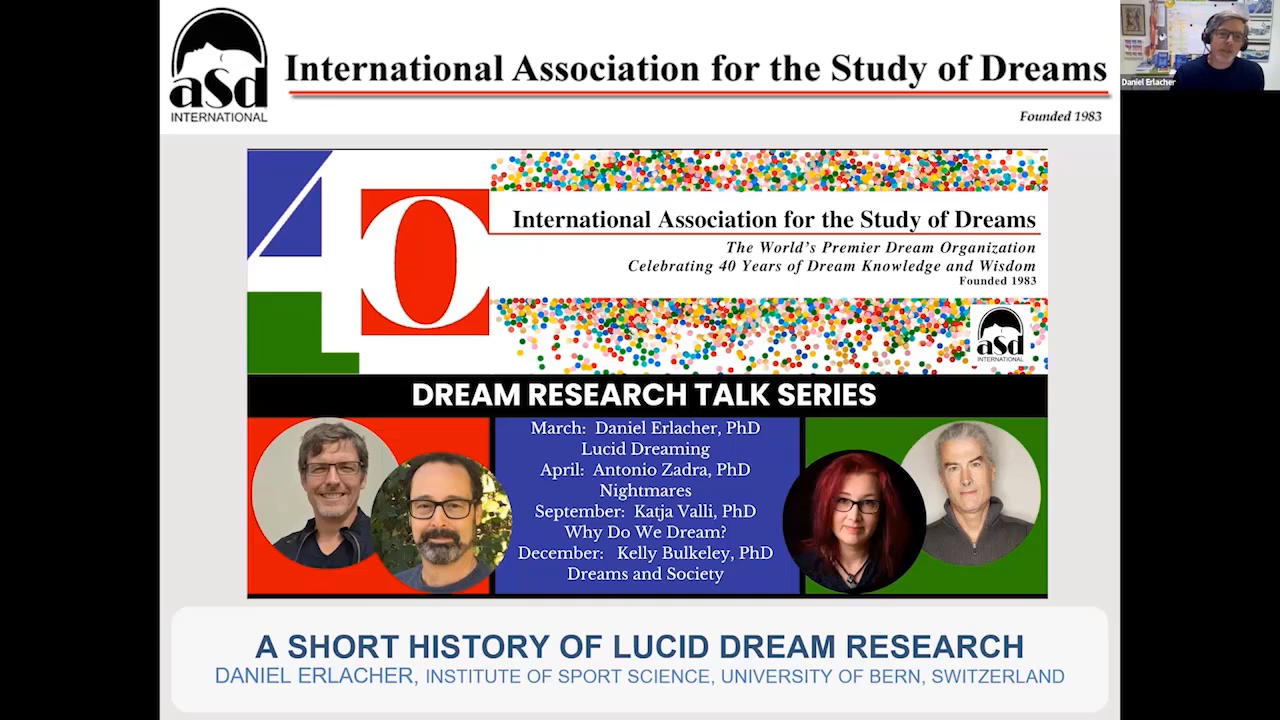 aSd
INTERNATIONAL
International Association for the Study of Dreams
Founded 1983
Daniel Erlacher
40
International Association for the Study of Dreams
The World's Premier Dream Organization
Celebrating 40 Years of Dream Knowledge and Wisdom
Founded 1983
aSd
INTERNATIONAL
DREAM RESEARCH TALK SERIES
March: Daniel Erlacher, PhD
Lucid Dreaming
April: Antonio Zadra, PhD
Nightmares
September: Katja Valli, PhD
Why Do We Dream?
December: Kelly Bulkeley, PhD
Dreams and Society
A SHORT HISTORY OF LUCID DREAM RESEARCH
DANIEL ERLACHER, INSTITUTE OF SPORT SCIENCE, UNIVERSITY OF BERN, SWITZERLAND